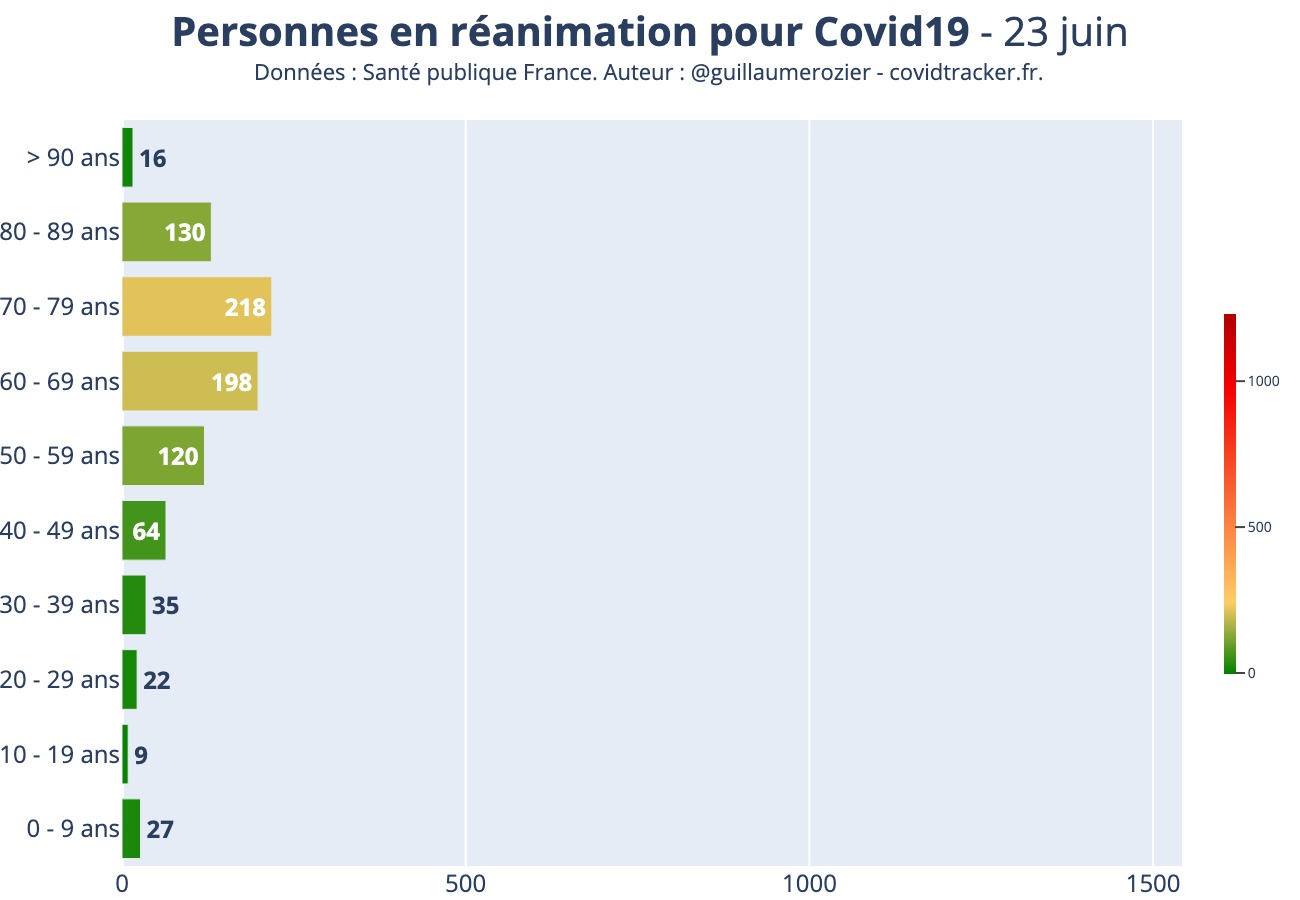 Personnes en réanimation pour Covid19 - 23 juin
Données : Santé publique France. Auteur : @guillaumerozier - covidtracker.fr.
> 90 ans 16
80 - 89 ans 130
70 - 79 ans 218
60 - 69 ans 198
50 - 59 ans 120
40 - 49 ans 64
30 - 39 ans 35
20 - 29 ans 22
10 - 19 ans 9
0 - 9 ans 27
0 500 1000 1500
1000
500
0